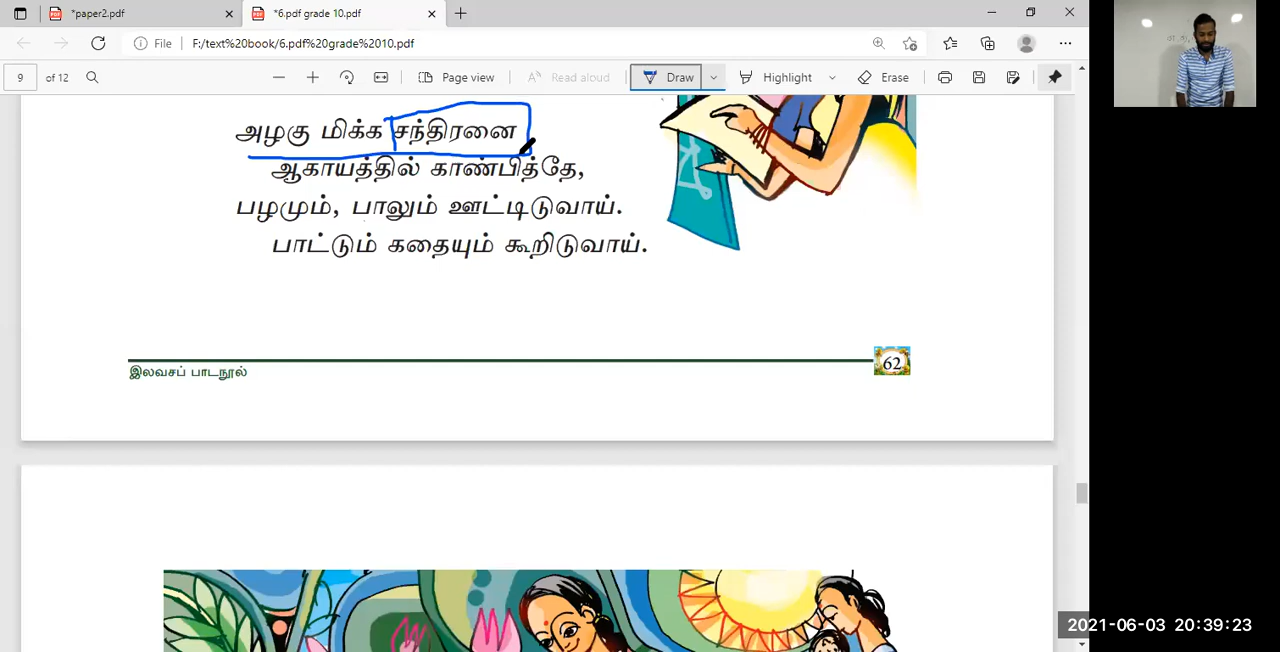 *paper2.pdf
*6.pdf grade 10.pdf
File
F:/text%20book/6.pdf%20grade%2010.pdf
9 of 12
Page view
Read aloud
Draw
Highlight
Erase
அழகு மிக்க சந்திரனை
ஆகாயத்தில் காண்பித்தே,
பழமும், பாலும் ஊட்டிடுவாய்.
பாட்டும் கதையும் கூறிடுவாய்.
62
இலவசப் பாடநூல்
2021-06-03 20:39:23